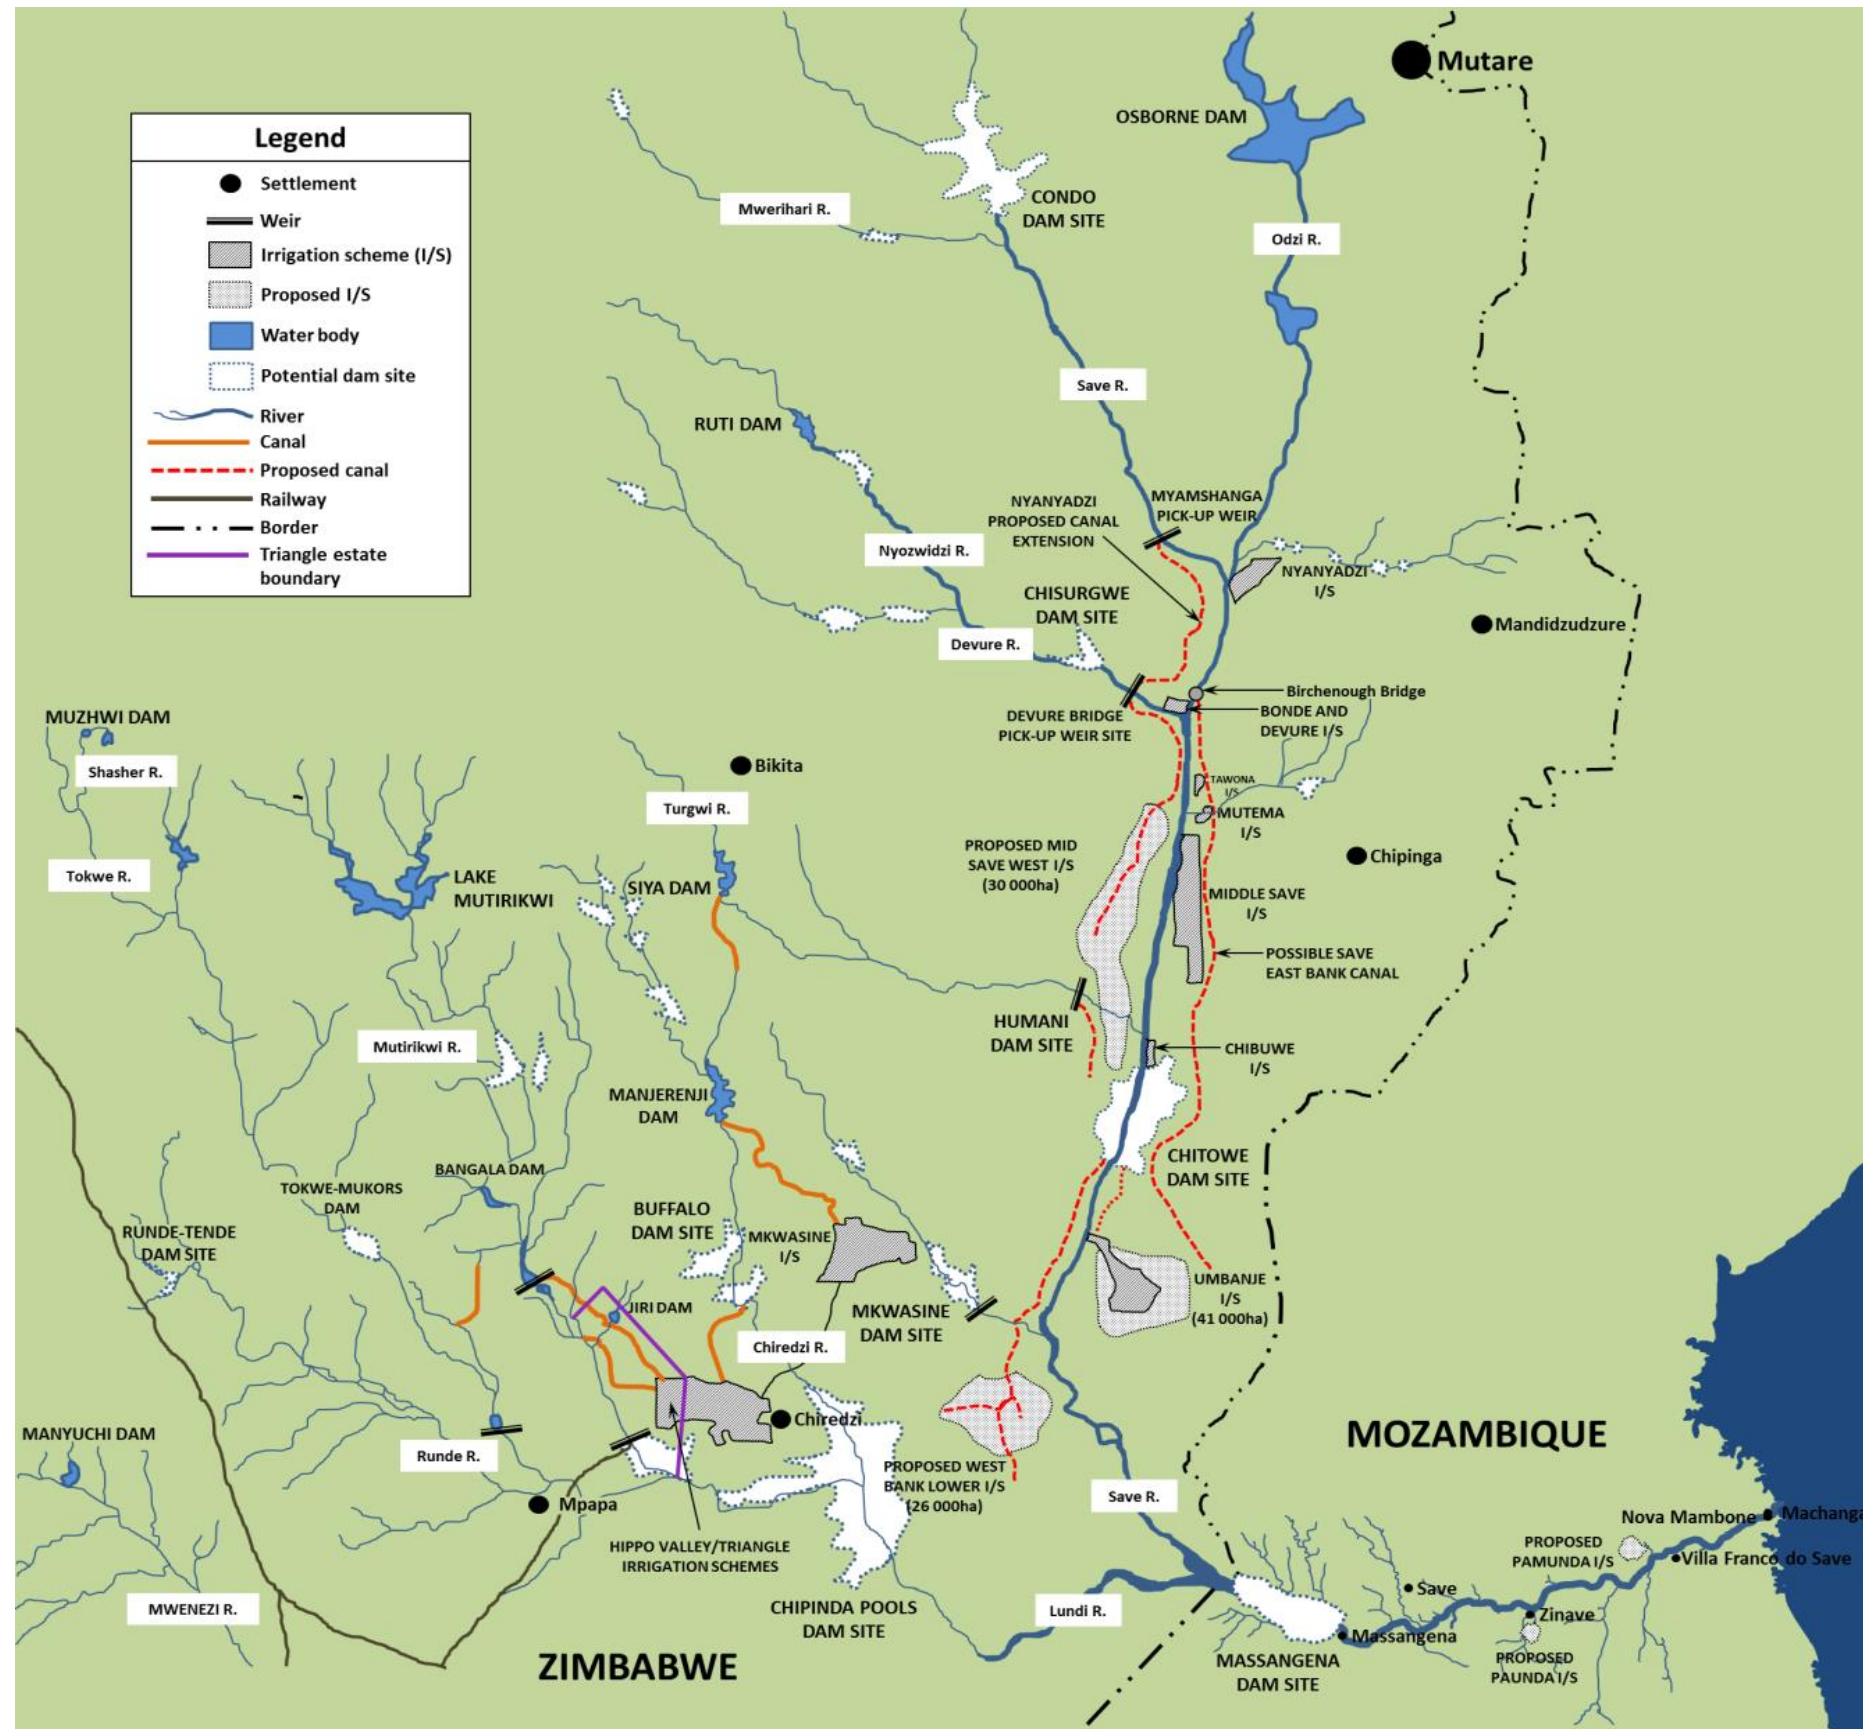 Mutare
OSBORNE DAM
Legend
Settlement
Weir
Irrigation scheme (I/S)
Proposed I/S
Water body
Potential dam site
River
Canal
Proposed canal
Railway
Border
Triangle estate
boundary
CONDO
DAM SITE
Mwerihari R.
Odzi R.
Save R.
RUTI DAM
NYANYADZI
PROPOSED CANAL
EXTENSION
MYAMSHANGA
PICK-UP WEIR
Nyozwidzi R.
NYANYADZI
I/S
CHISURGWE
DAM SITE
Mandidzudzure
Devure R.
Birchenough Bridge
BONDE AND
DEVURE I/S
DEVURE BRIDGE
PICK-UP WEIR SITE
MUZHWI DAM
Shasher R.
Bikita
TAWONA
I/S
Turgwi R.
MUTEMA
I/S
PROPOSED MID
SAVE WEST I/S
(30 000ha)
Chipinga
Tokwe R.
LAKE
MUTIRIKWI
SIYA DAM
MIDDLE SAVE
I/S
POSSIBLE SAVE
EAST BANK CANAL
HUMANI
DAM SITE
Mutirikwi R.
CHIBUWE
I/S
MANJERENJI
DAM
CHITOWE
DAM SITE
BANGALA DAM
TOKWE-MUKORS
DAM
BUFFALO
DAM SITE
RUNDE-TENDE
DAM SITE
MKWASINE
I/S
UMBANJE
I/S
(41 000ha)
JIRI DAM
MKWASINE
DAM SITE
Chiredzi R.
Chiredzi
MANYUCHI DAM
MOZAMBIQUE
Runde R.
PROPOSED WEST
BANK LOWER I/S
(26 000ha)
Save R.
Mpapa
Nova Mambone
Machanga
HIPPO VALLEY/TRIANGLE
IRRIGATION SCHEMES
PROPOSED
PAMUNDA I/S
Villa Franco do Save
Save
MWENEZI R.
CHIPINDA POOLS
DAM SITE
Lundi R.
Zinave
Massangena
ZIMBABWE
MASSANGENA
DAM SITE
PROPOSED
PAUNDA I/S